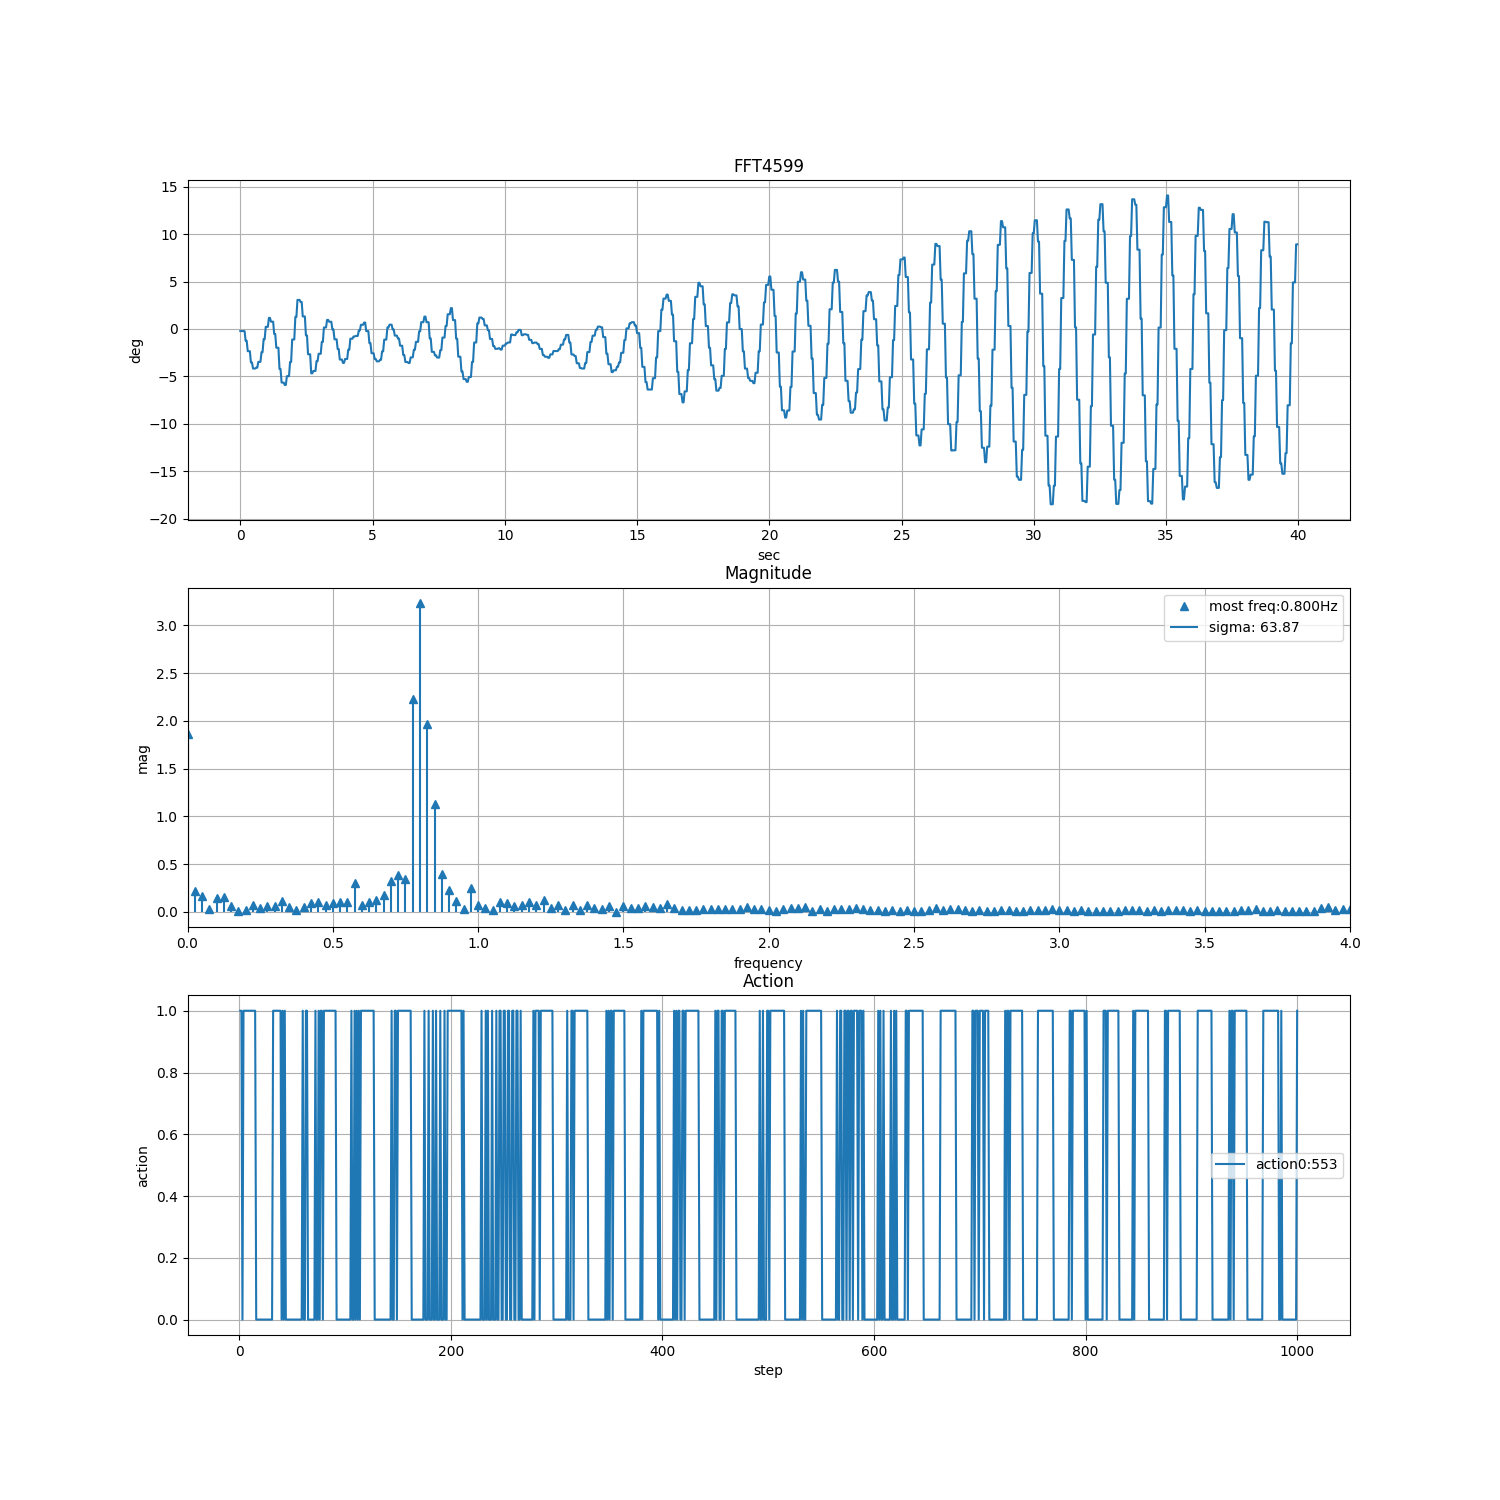 FFT4599
15
10
5
0
−5
−10
−15
−20
deg
0 5 10 15 20 25 30 35 40
sec
Magnitude
most freq:0.800Hz
sigma: 63.87
3.0
2.5
2.0
1.5
1.0
0.5
0.0
mag
0.0 0.5 1.0 1.5 2.0 2.5 3.0 3.5 4.0
frequency
Action
1.0
0.8
0.6
0.4
0.2
0.0
action
action0:553
0 200 400 600 800 1000
step